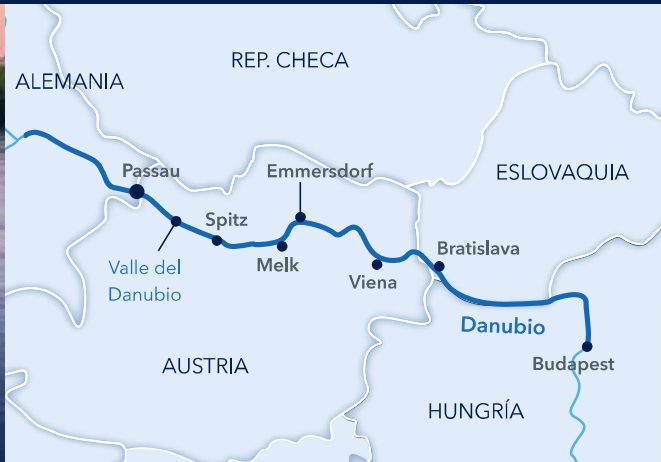 REP. CHECA
ALEMANIA
Passau
Emmersdorf
ESLOVAQUIA
Spitz
Valle del
Danubio
Melk
Viena
Bratislava
Danubio
AUSTRIA
Budapest
HUNGRÍA